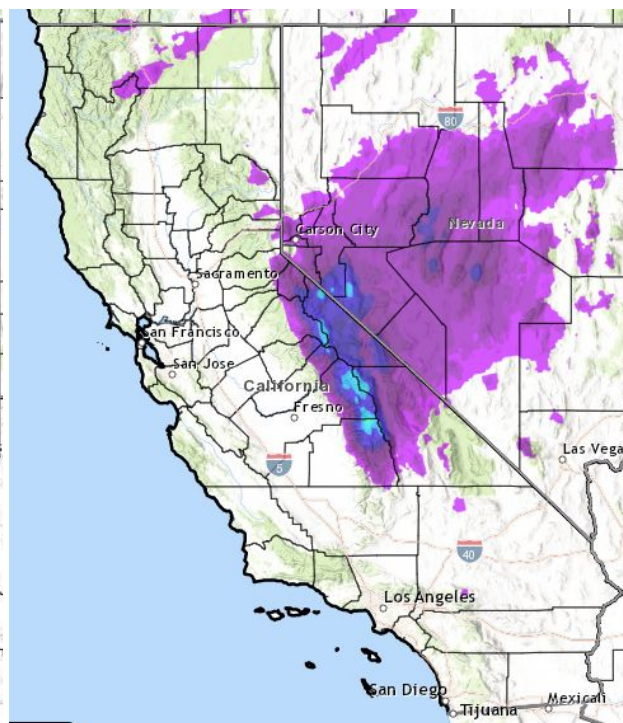 80
Nevada
Carson City
Sacramento
San Francisco
San Jose
California
Fresno
5
Las Vega
40
Los Angeles
San Diego
Tijuana
Mexicali